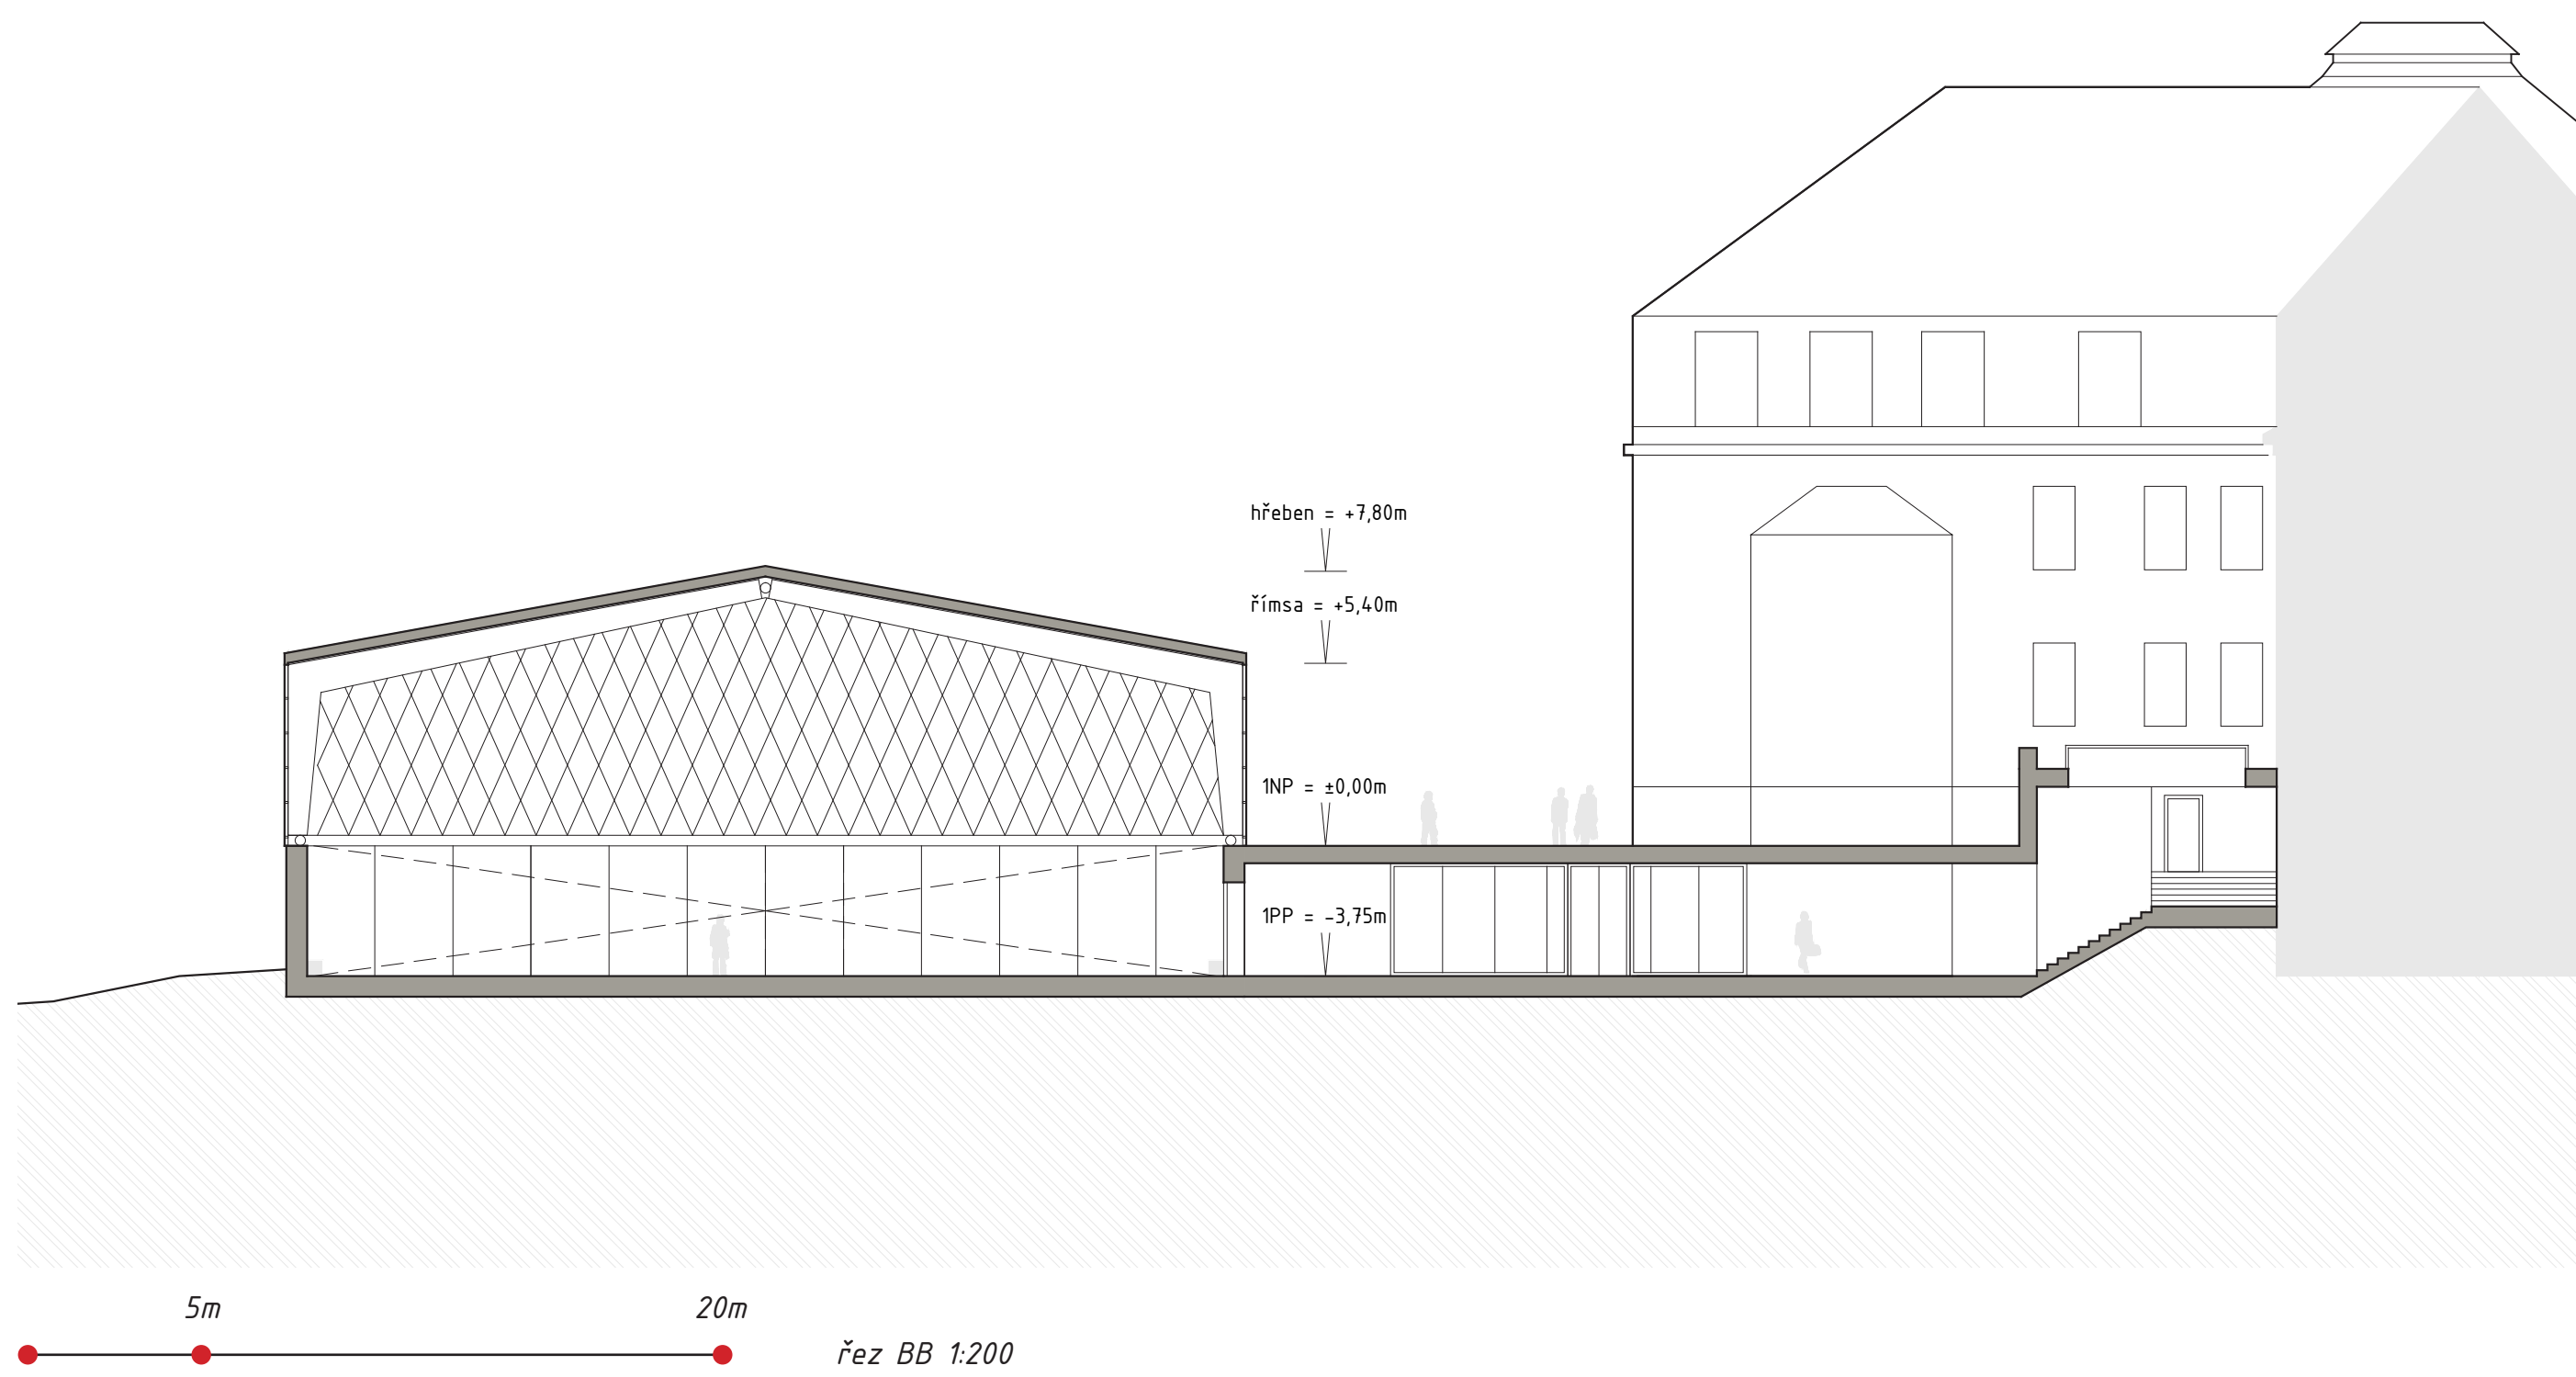 hřeben = +7,80m
římsa = +5,40m
1NP = ±0,00m
1PP = -3,75m
5m
20m
řez BB 1:200